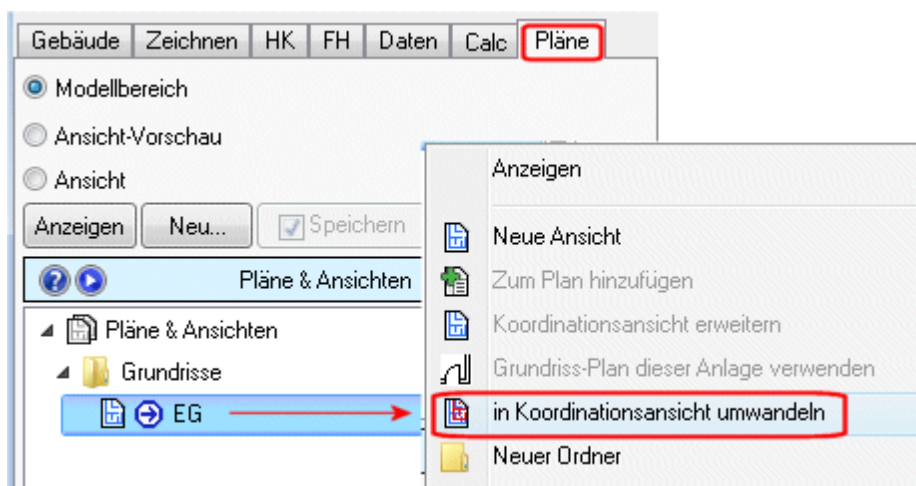 Gebäude Zeichnen HK FH Daten Calc Pläne
Modellbereich
Ansicht-Vorschau
Ansicht
Anzeigen Neu... Speichern
Pläne & Ansichten
Pläne & Ansichten
Grundrisse
EG
Anzeigen
Neue Ansicht
Zum Plan hinzufügen
Koordinationsansicht erweitern
Grundriss-Plan dieser Anlage verwenden
in Koordinationsansicht umwandeln
Neuer Ordner